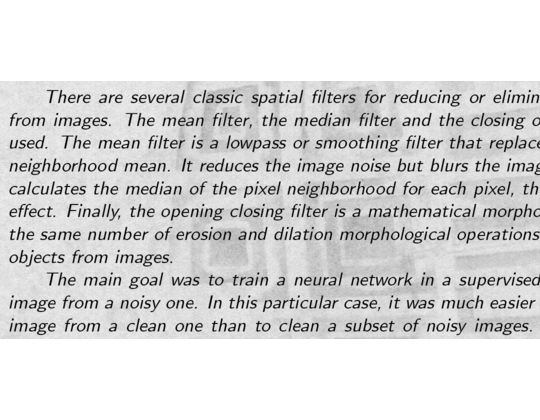 There are several classic spatial filters for reducing or elimin
from images. The mean filter, the median filter and the closing o
used. The mean filter is a lowpass or smoothing filter that replace
neighborhood mean. It reduces the image noise but blurs the imag
calculates the median of the pixel neighborhood for each pixel, th
effect. Finally, the opening closing filter is a mathematical morpho
the same number of erosion and dilation morphological operations
objects from images.
The main goal was to train a neural network in a supervised
image from a noisy one. In this particular case, it was much easier
image from a clean one than to clean a subset of noisy images.